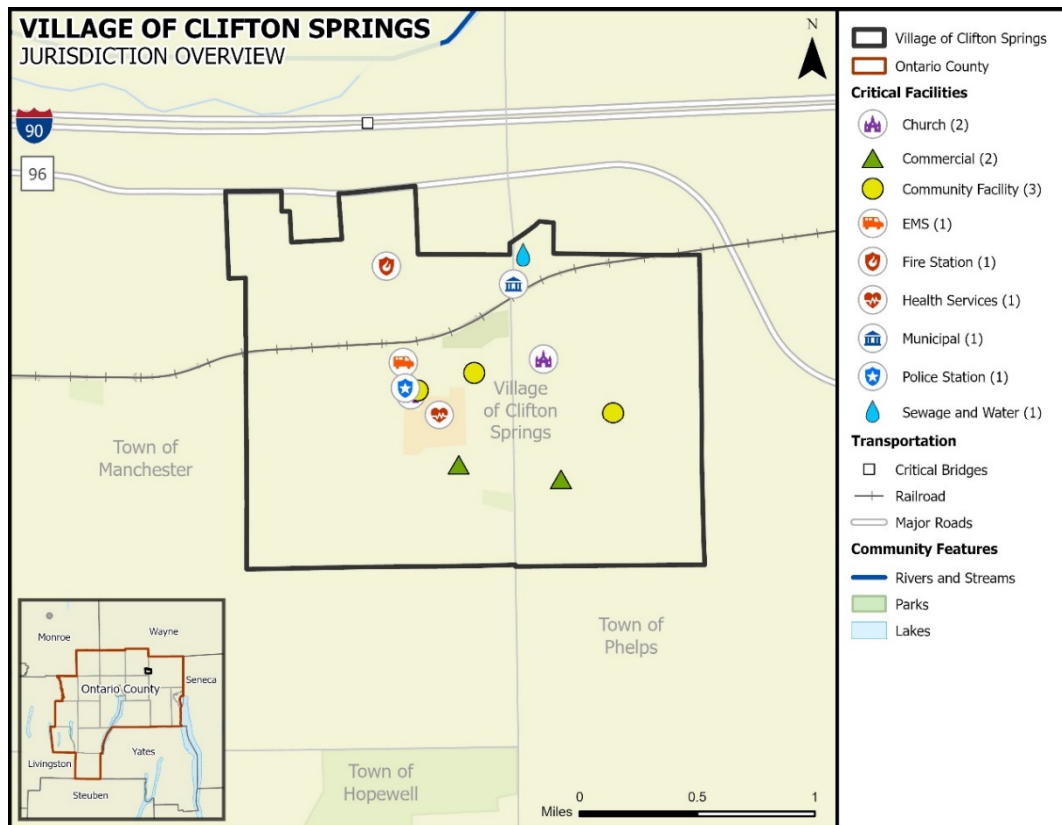 VILLAGE OF CLIFTON SPRINGS
JURISDICTION OVERVIEW
N
90
96
Village
of Clifton
Springs
Town of
Manchester
Town of
Phelps
Town of
Hopewell
Monroe
Wayne
Ontario County
Seneca
Yates
Livingston
Steuben
Miles
0
0.5
1
Village of Clifton Springs
Ontario County
Critical Facilities
Church (2)
Commercial (2)
Community Facility (3)
EMS (1)
Fire Station (1)
Health Services (1)
Municipal (1)
Police Station (1)
Sewage and Water (1)
Transportation
Critical Bridges
Railroad
Major Roads
Community Features
Rivers and Streams
Parks
Lakes